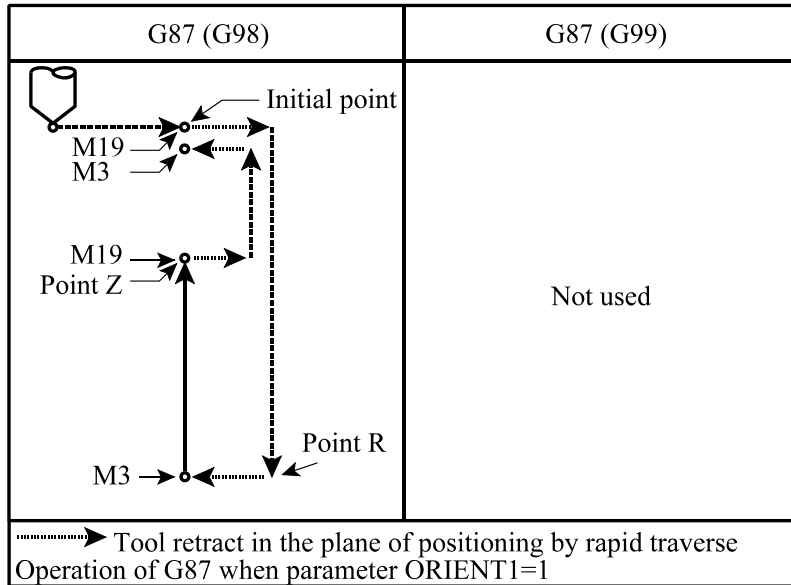 G87 (G98)
G87 (G99)
Initial point
M19
M3
M19
Point Z
Not used
Point R
M3
Tool retract in the plane of positioning by rapid traverse
Operation of G87 when parameter ORIENT1=1